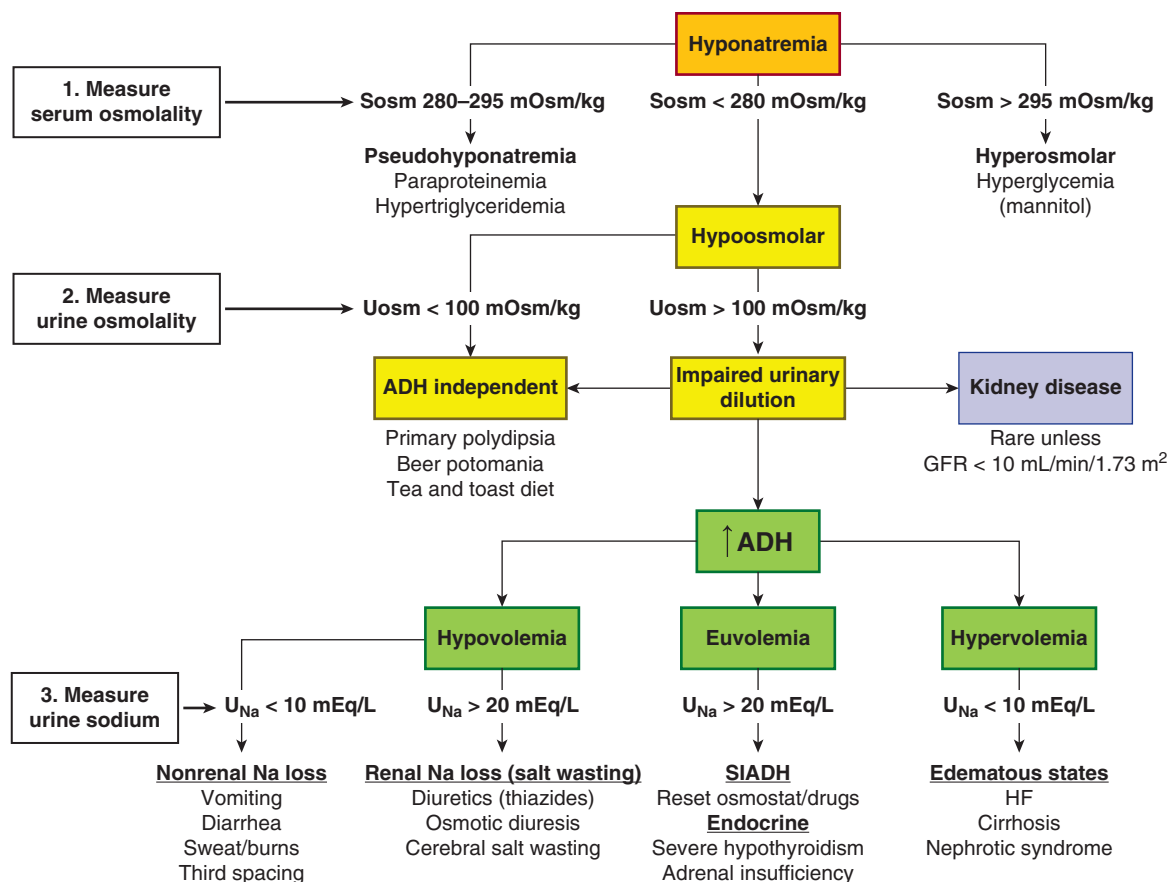 Hyponatremia
1. Measure
serum osmolality
Sosm 280–295 mOsm/kg
Sosm < 280 mOsm/kg
Sosm > 295 mOsm/kg
Pseudohyponatremia
Paraproteinemia
Hypertriglyceridemia
Hyperosmolar
Hyperglycemia
(mannitol)
Hypoosmolar
2. Measure
urine osmolality
Uosm < 100 mOsm/kg
Uosm > 100 mOsm/kg
ADH independent
Impaired urinary
dilution
Kidney disease
Primary polydipsia
Beer potomania
Tea and toast diet
Rare unless
GFR < 10 mL/min/1.73 m²
↑ADH
Hypovolemia
Euvolemia
Hypervolemia
3. Measure
urine sodium
U_Na < 10 mEq/L
U_Na > 20 mEq/L
U_Na > 20 mEq/L
U_Na < 10 mEq/L
Nonrenal Na loss
Vomiting
Diarrhea
Sweat/burns
Third spacing
Renal Na loss (salt wasting)
Diuretics (thiazides)
Osmotic diuresis
Cerebral salt wasting
SIADH
Reset osmostat/drugs
Endocrine
Severe hypothyroidism
Adrenal insufficiency
Edematous states
HF
Cirrhosis
Nephrotic syndrome